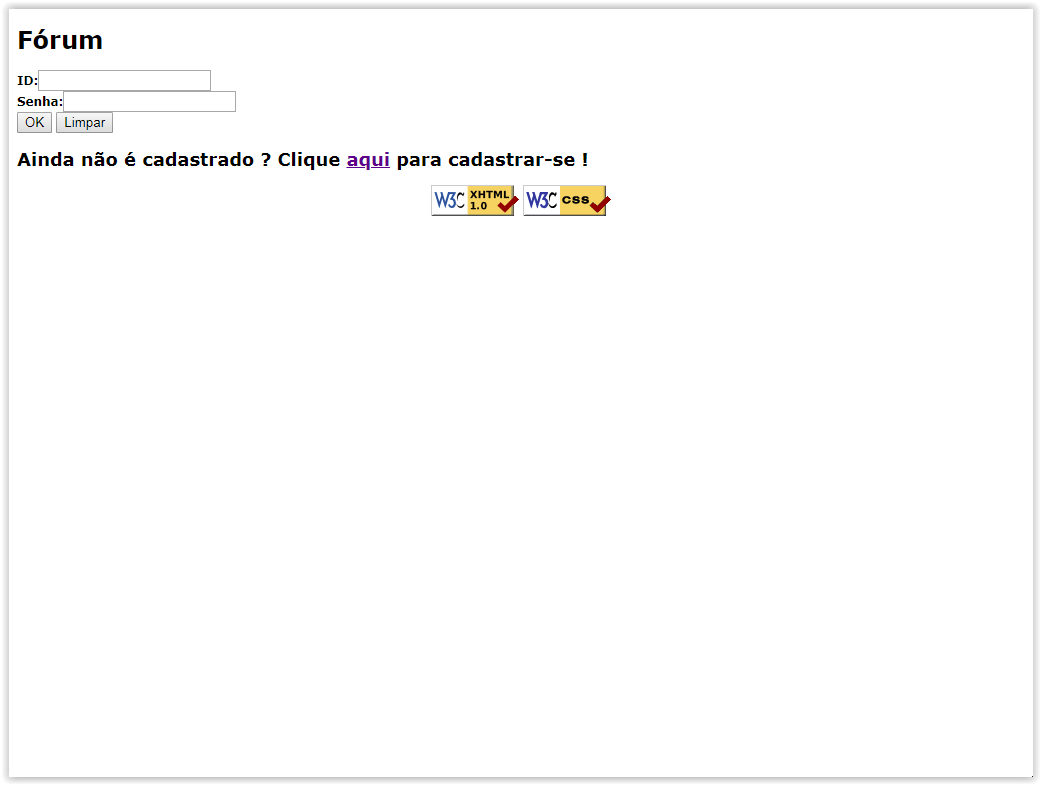 Fórum
ID:
Senha:
OK Limpar
Ainda não é cadastrado ? Clique aqui para cadastrar-se !
W3C XHTML 1.0 W3C CSS